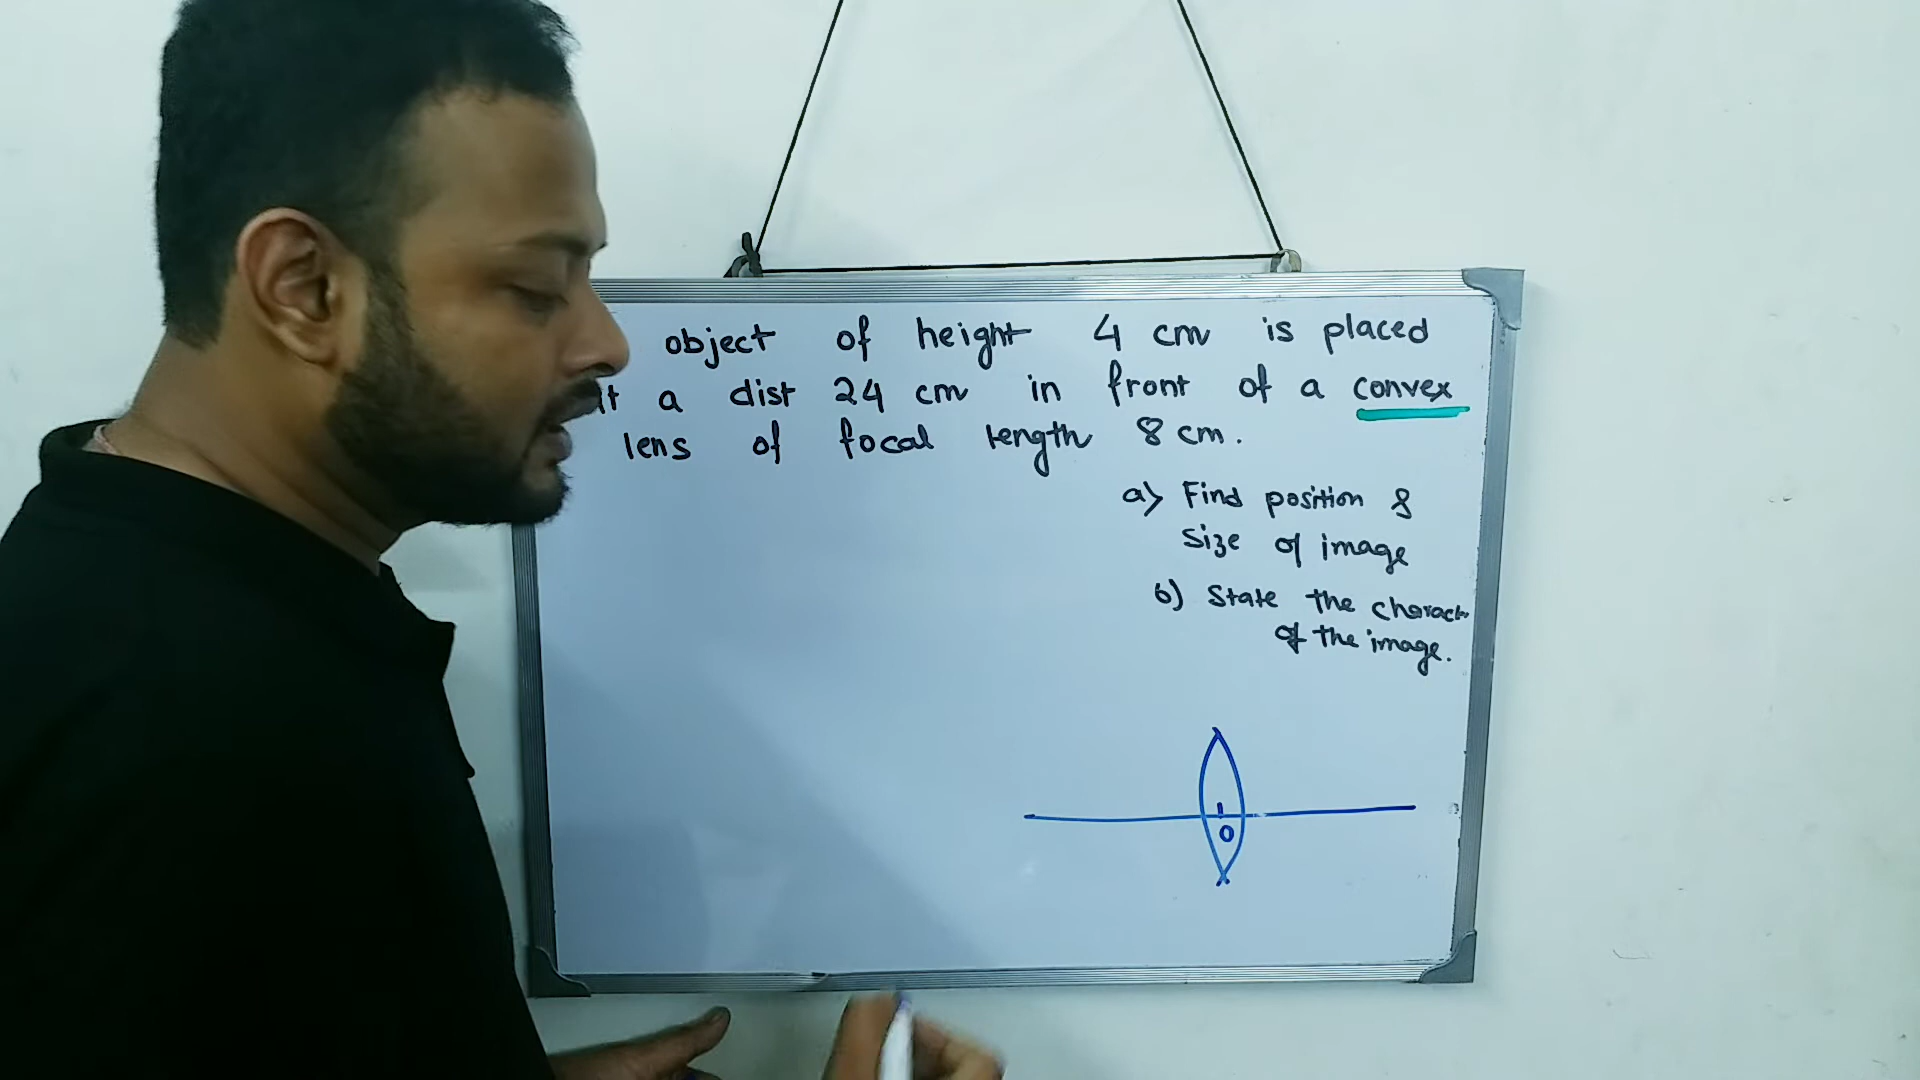 object of height 4 cm is placed
a dist 24 cm in front of a convex
lens of focal length 8 cm.
a) Find position &
size of image
b) State the charact
of the image.
O